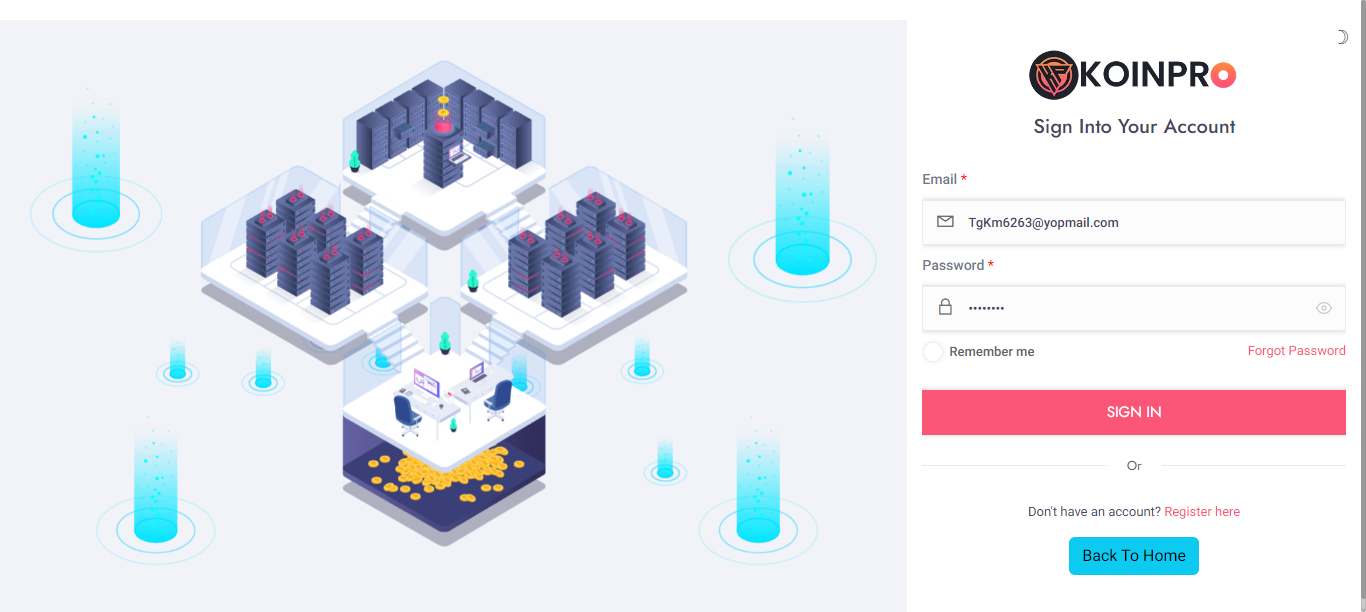 KOINPRO
Sign Into Your Account
Email *
TgKm6263@yopmail.com
Password *
••••••••
Remember me
Forgot Password
SIGN IN
Or
Don't have an account? Register here
Back To Home